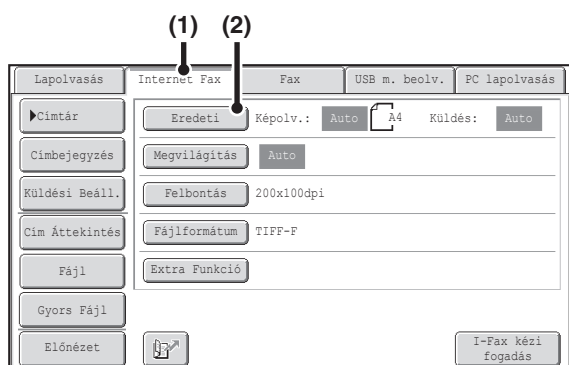 (1) (2)
Lapolvasás Internet Fax Fax USB m. beolv. PC lapolvasás
Címtár Eredeti Képolv.: Auto A4 Küldés: Auto
Címbejegyzés Megvilágítás Auto
Küldési Beáll. Felbontás 200x100dpi
Cím Áttekintés Fájlformátum TIFF-F
Fájl Extra Funkció
Gyors Fájl
Előnézet I-Fax kézi
fogadás